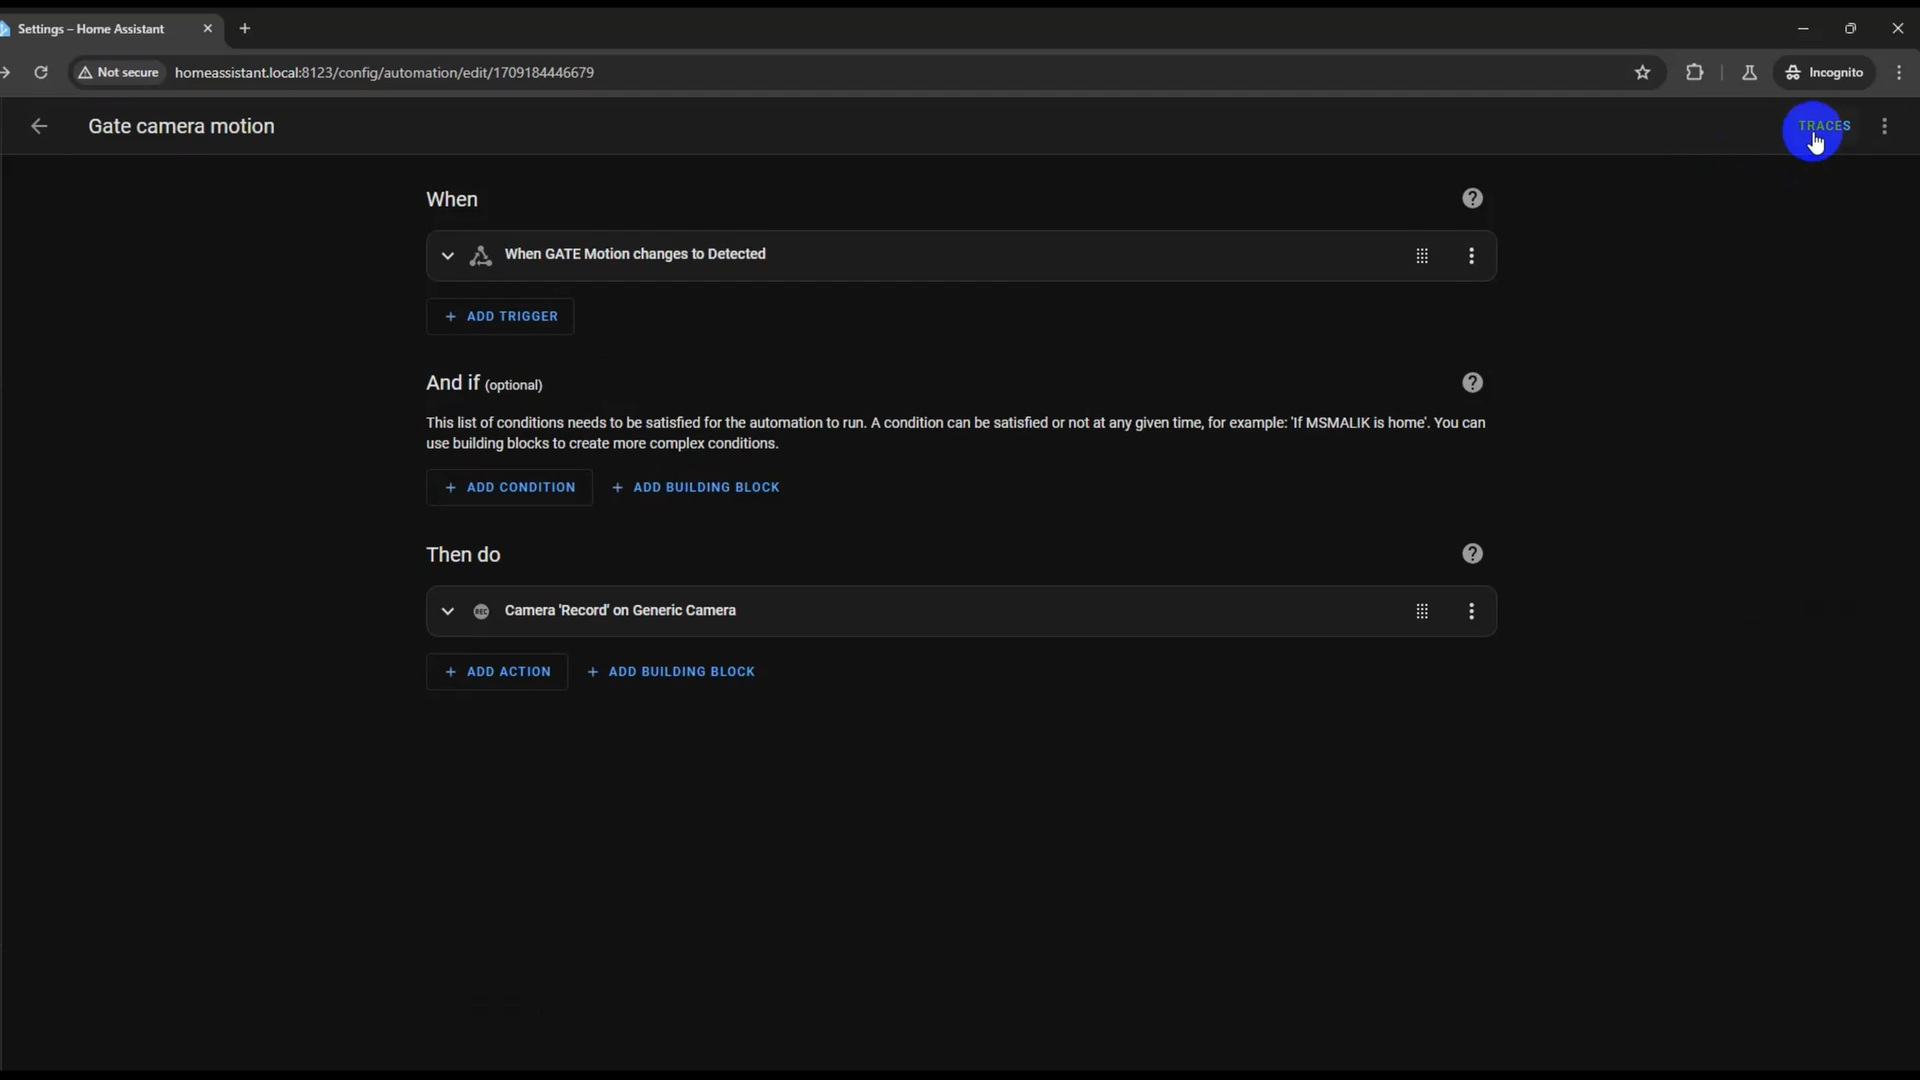 Settings – Home Assistant
Not secure
homeassistant.local:8123/config/automation/edit/1709184446679
Incognito
Gate camera motion
TRACES
When
When GATE Motion changes to Detected
+ ADD TRIGGER
And if (optional)
This list of conditions needs to be satisfied for the automation to run. A condition can be satisfied or not at any given time, for example: 'If MSMALIK is home'. You can
use building blocks to create more complex conditions.
+ ADD CONDITION + ADD BUILDING BLOCK
Then do
REC Camera 'Record' on Generic Camera
+ ADD ACTION + ADD BUILDING BLOCK